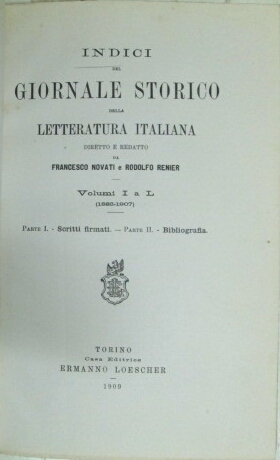 INDICI
DEL
GIORNALE STORICO
DELLA
LETTERATURA ITALIANA
DIRETTO E REDATTO
DA
FRANCESCO NOVATI e RODOLFO RENIER
Volumi I a L
(1883-1907)
PARTE I. - Scritti firmati. — PARTE II. - Bibliografia.
TORINO
Casa Editrice
ERMANNO LOESCHER
1909